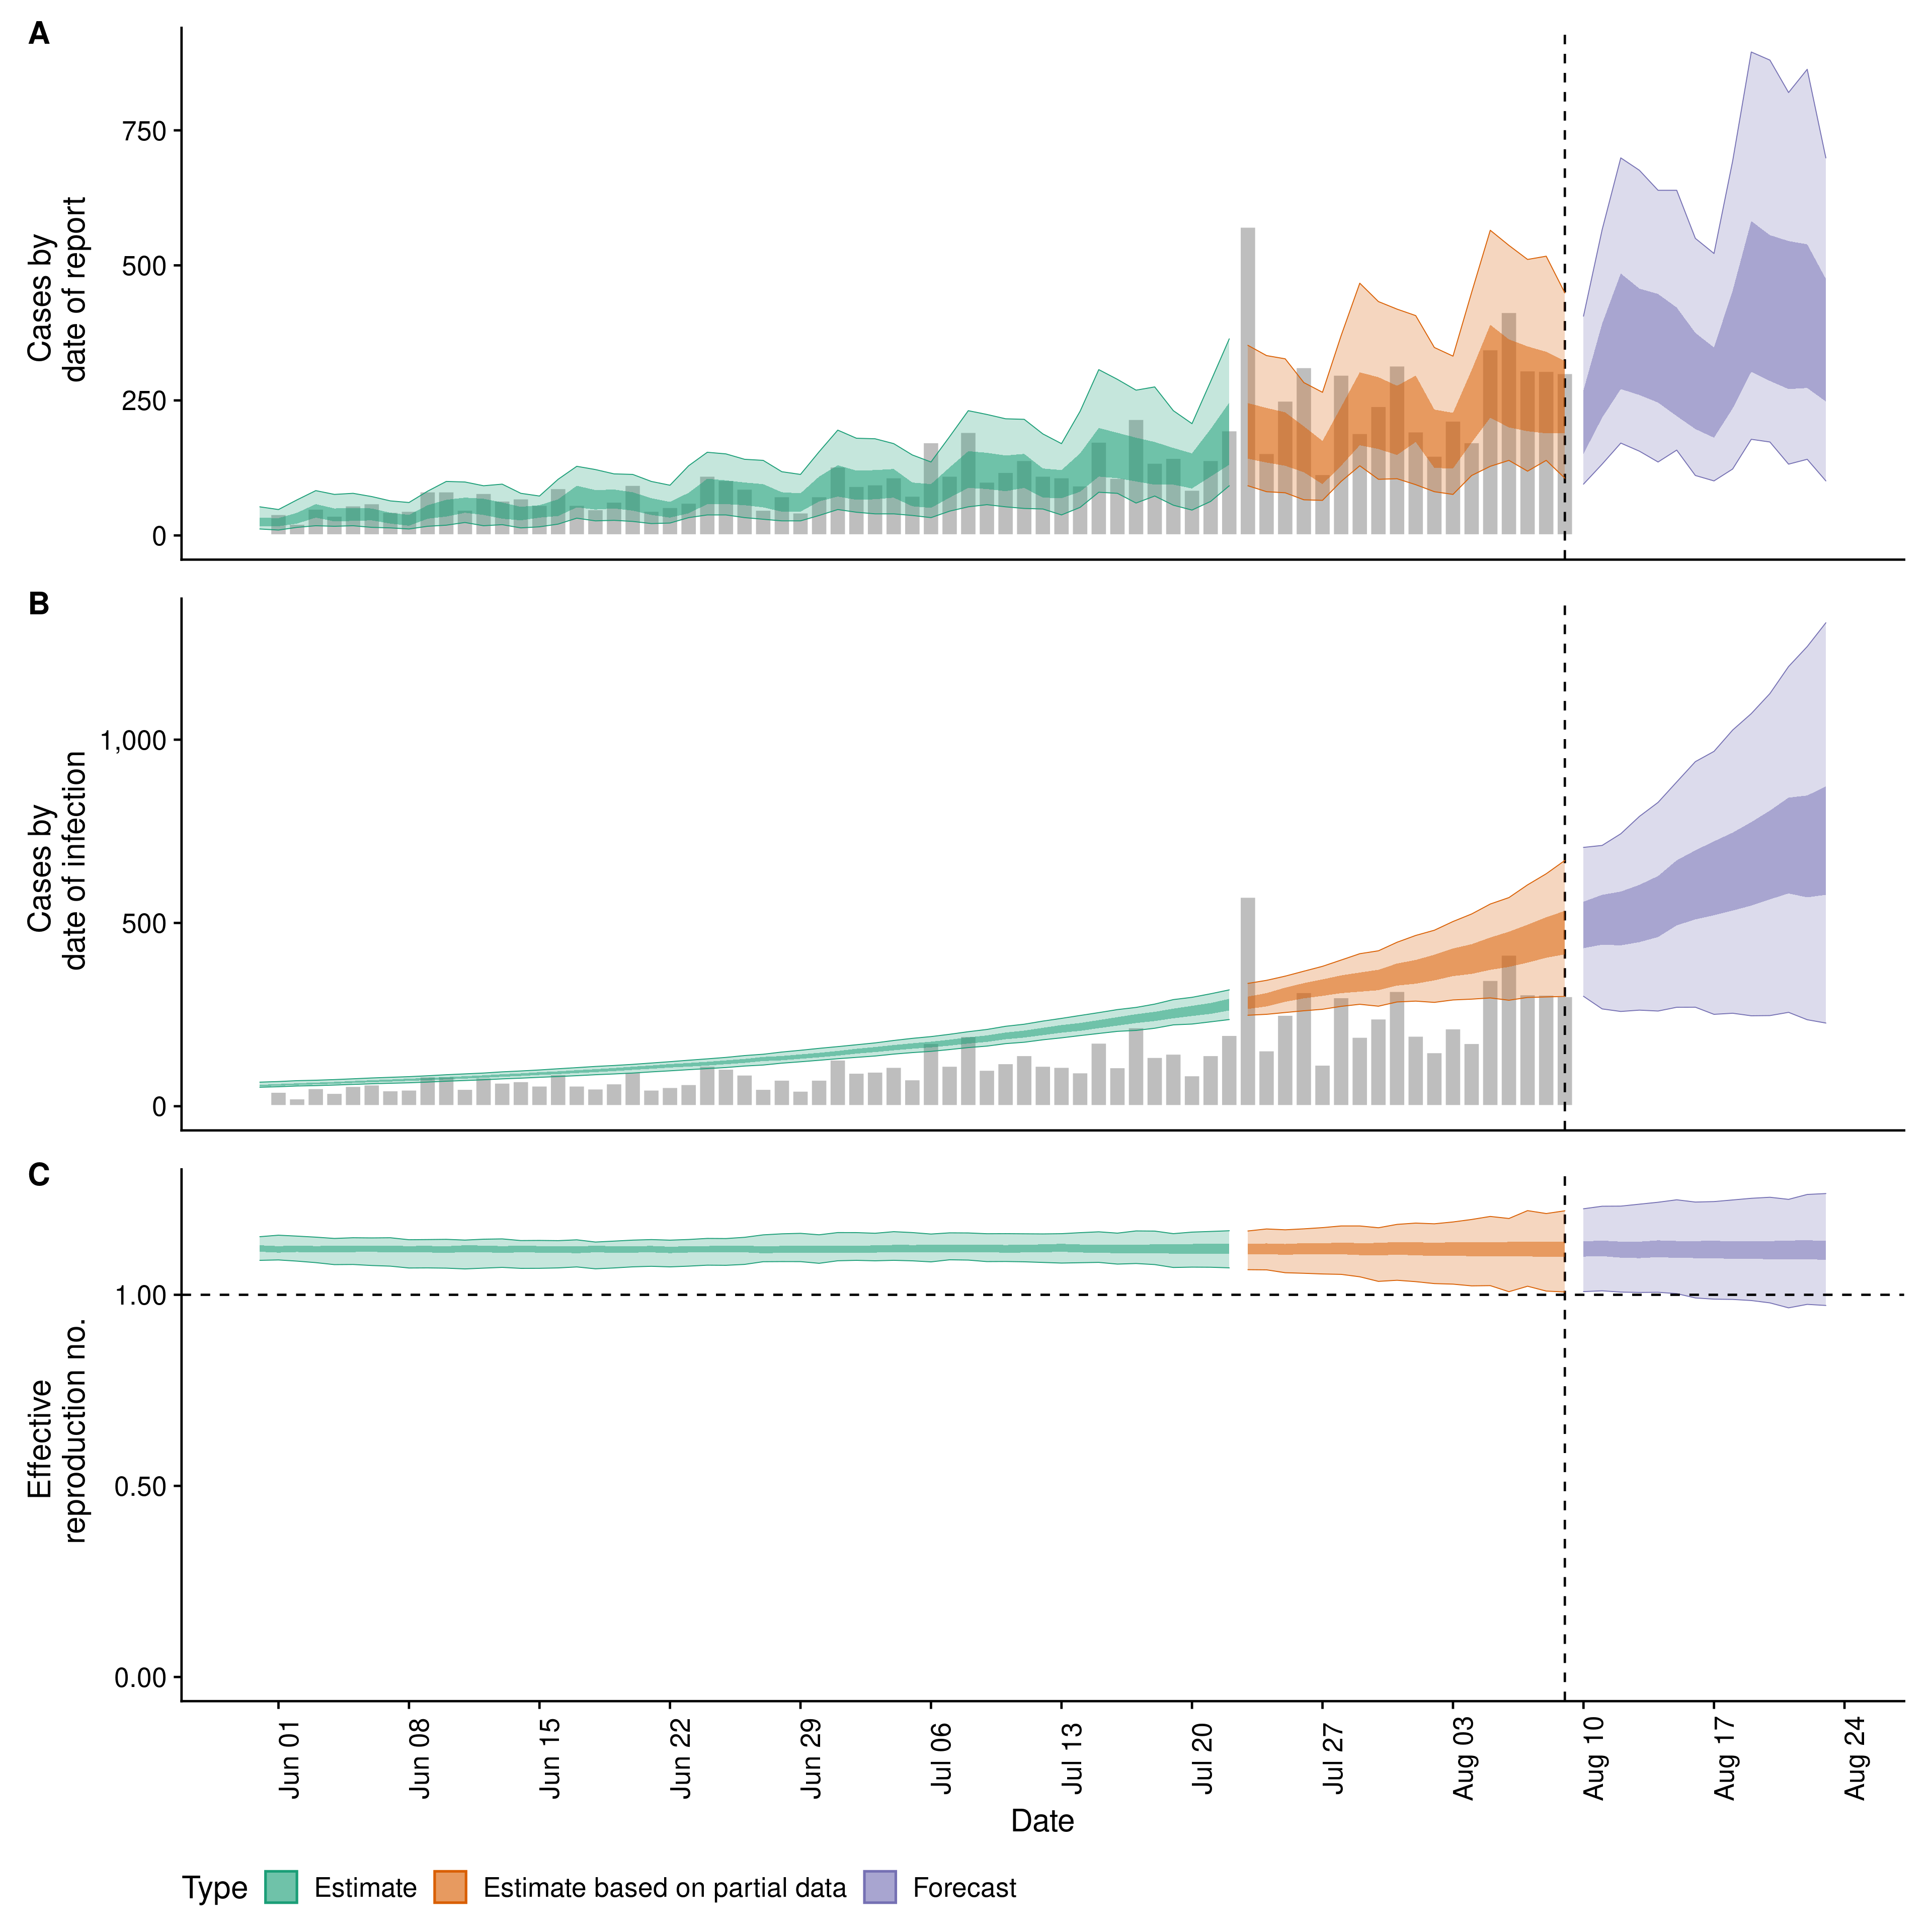 A
Cases by
date of report
750
500
250
0
B
Cases by
date of infection
1,000
500
0
C
Effective
reproduction no.
1.00
0.50
0.00
Jun 01
Jun 08
Jun 15
Jun 22
Jun 29
Jul 06
Jul 13
Jul 20
Jul 27
Aug 03
Aug 10
Aug 17
Aug 24
Date
Type Estimate Estimate based on partial data Forecast